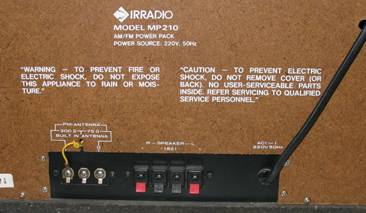 IRRADIO
MODEL MP210
AM/FM POWER PACK
POWER SOURCE: 220V, 50Hz
"WARNING - TO PREVENT FIRE OR
ELECTRIC SHOCK, DO NOT EXPOSE
THIS APPLIANCE TO RAIN OR MOIS-
TURE."
"CAUTION - TO PREVENT ELECTRIC
SHOCK, DO NOT REMOVE COVER (OR
BACK). NO USER-SERVICEABLE PARTS
INSIDE. REFER SERVICING TO QUALIFIED
SERVICE PERSONNEL."
FM-ANTENNA
300Ω 75Ω
BUILT IN ANTENNA
R-SPEAKER-L
220V/50Hz